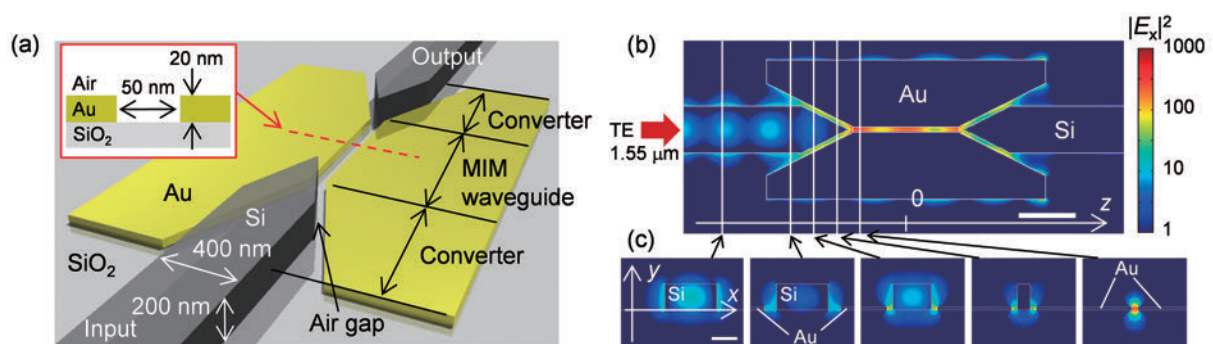 (a)
Air
Au
SiO2
20 nm
50 nm
Output
Converter
MIM
waveguide
Converter
Au
Si
400 nm
SiO2
200 nm
Input
Air gap
(b)
|Ex|²
1000
100
10
1
Au
Si
TE
1.55 μm
0
z
(c)
y
Si
x
Si
Au
Au